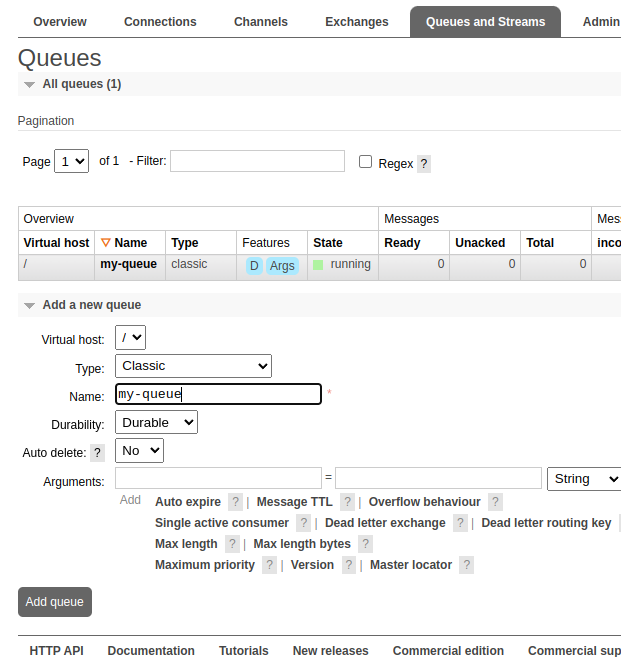 Overview Connections Channels Exchanges Queues and Streams Admin
Queues
All queues (1)
Pagination
Page 1 of 1 - Filter: Regex ?
Overview Messages
Virtual host Name Type Features State Ready Unacked Total
/ my-queue classic D Args running 0 0 0
Add a new queue
Virtual host: /
Type: Classic
Name: my-queue *
Durability: Durable
Auto delete: ? No
Arguments: = String
Add Auto expire ? | Message TTL ? | Overflow behaviour ?
Single active consumer ? | Dead letter exchange ? | Dead letter routing key
Max length ? | Max length bytes ?
Maximum priority ? | Version ? | Master locator ?
Add queue
HTTP API Documentation Tutorials New releases Commercial edition Commercial